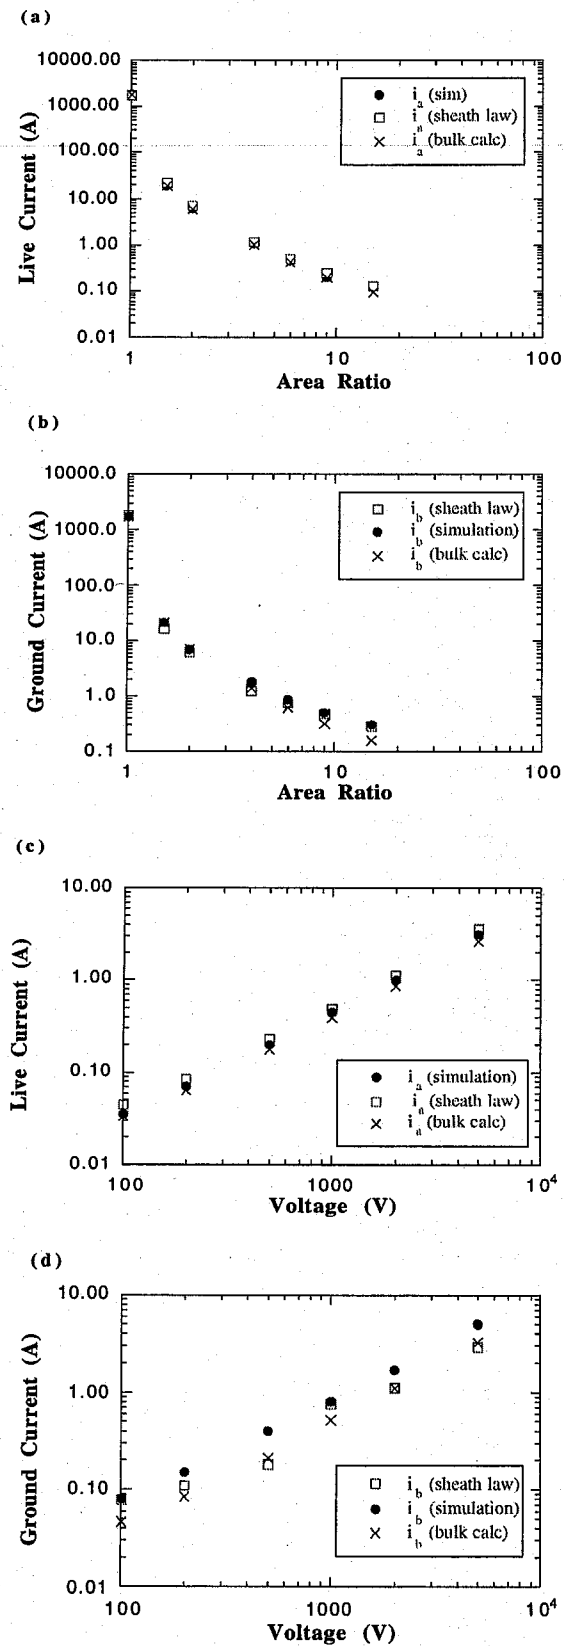 (a)
10000.00
1000.00
100.00
10.00
1.00
0.10
0.01
Live Current (A)
i_a (sim)
i_a (sheath law)
i_a (bulk calc)
1 10 100
Area Ratio
(b)
10000.0
1000.0
100.0
10.0
1.0
0.1
Ground Current (A)
i_b (sheath law)
i_b (simulation)
i_b (bulk calc)
1 10 100
Area Ratio
(c)
10.00
1.00
0.10
0.01
Live Current (A)
i_a (simulation)
i_a (sheath law)
i_a (bulk calc)
100 1000 10^4
Voltage (V)
(d)
10.00
1.00
0.10
0.01
Ground Current (A)
i_b (sheath law)
i_b (simulation)
i_b (bulk calc)
100 1000 10^4
Voltage (V)